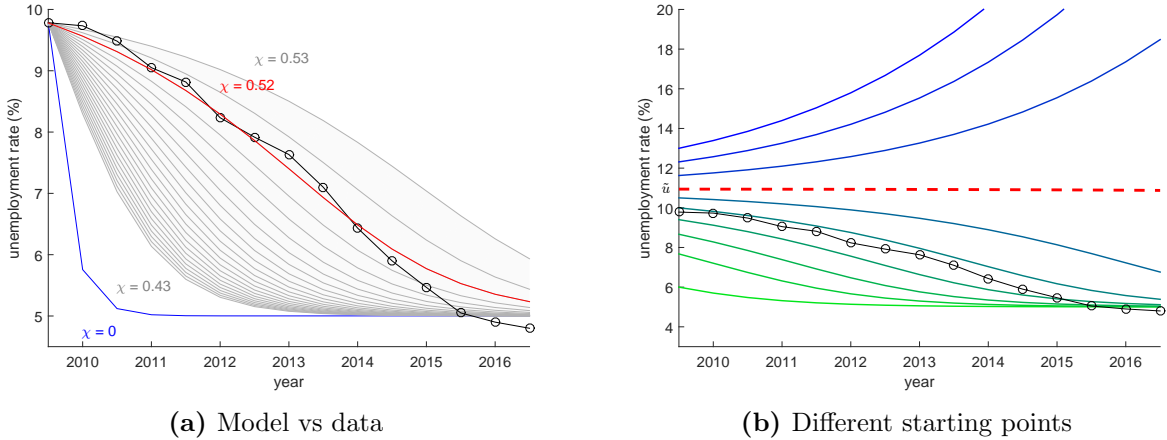 10
9
8
7
6
5
unemployment rate (%)
χ = 0.53
χ = 0.52
χ = 0.43
χ = 0
2010 2011 2012 2013 2014 2015 2016
year
(a) Model vs data
20
18
16
14
12
ũ
10
8
6
4
unemployment rate (%)
2010 2011 2012 2013 2014 2015 2016
year
(b) Different starting points